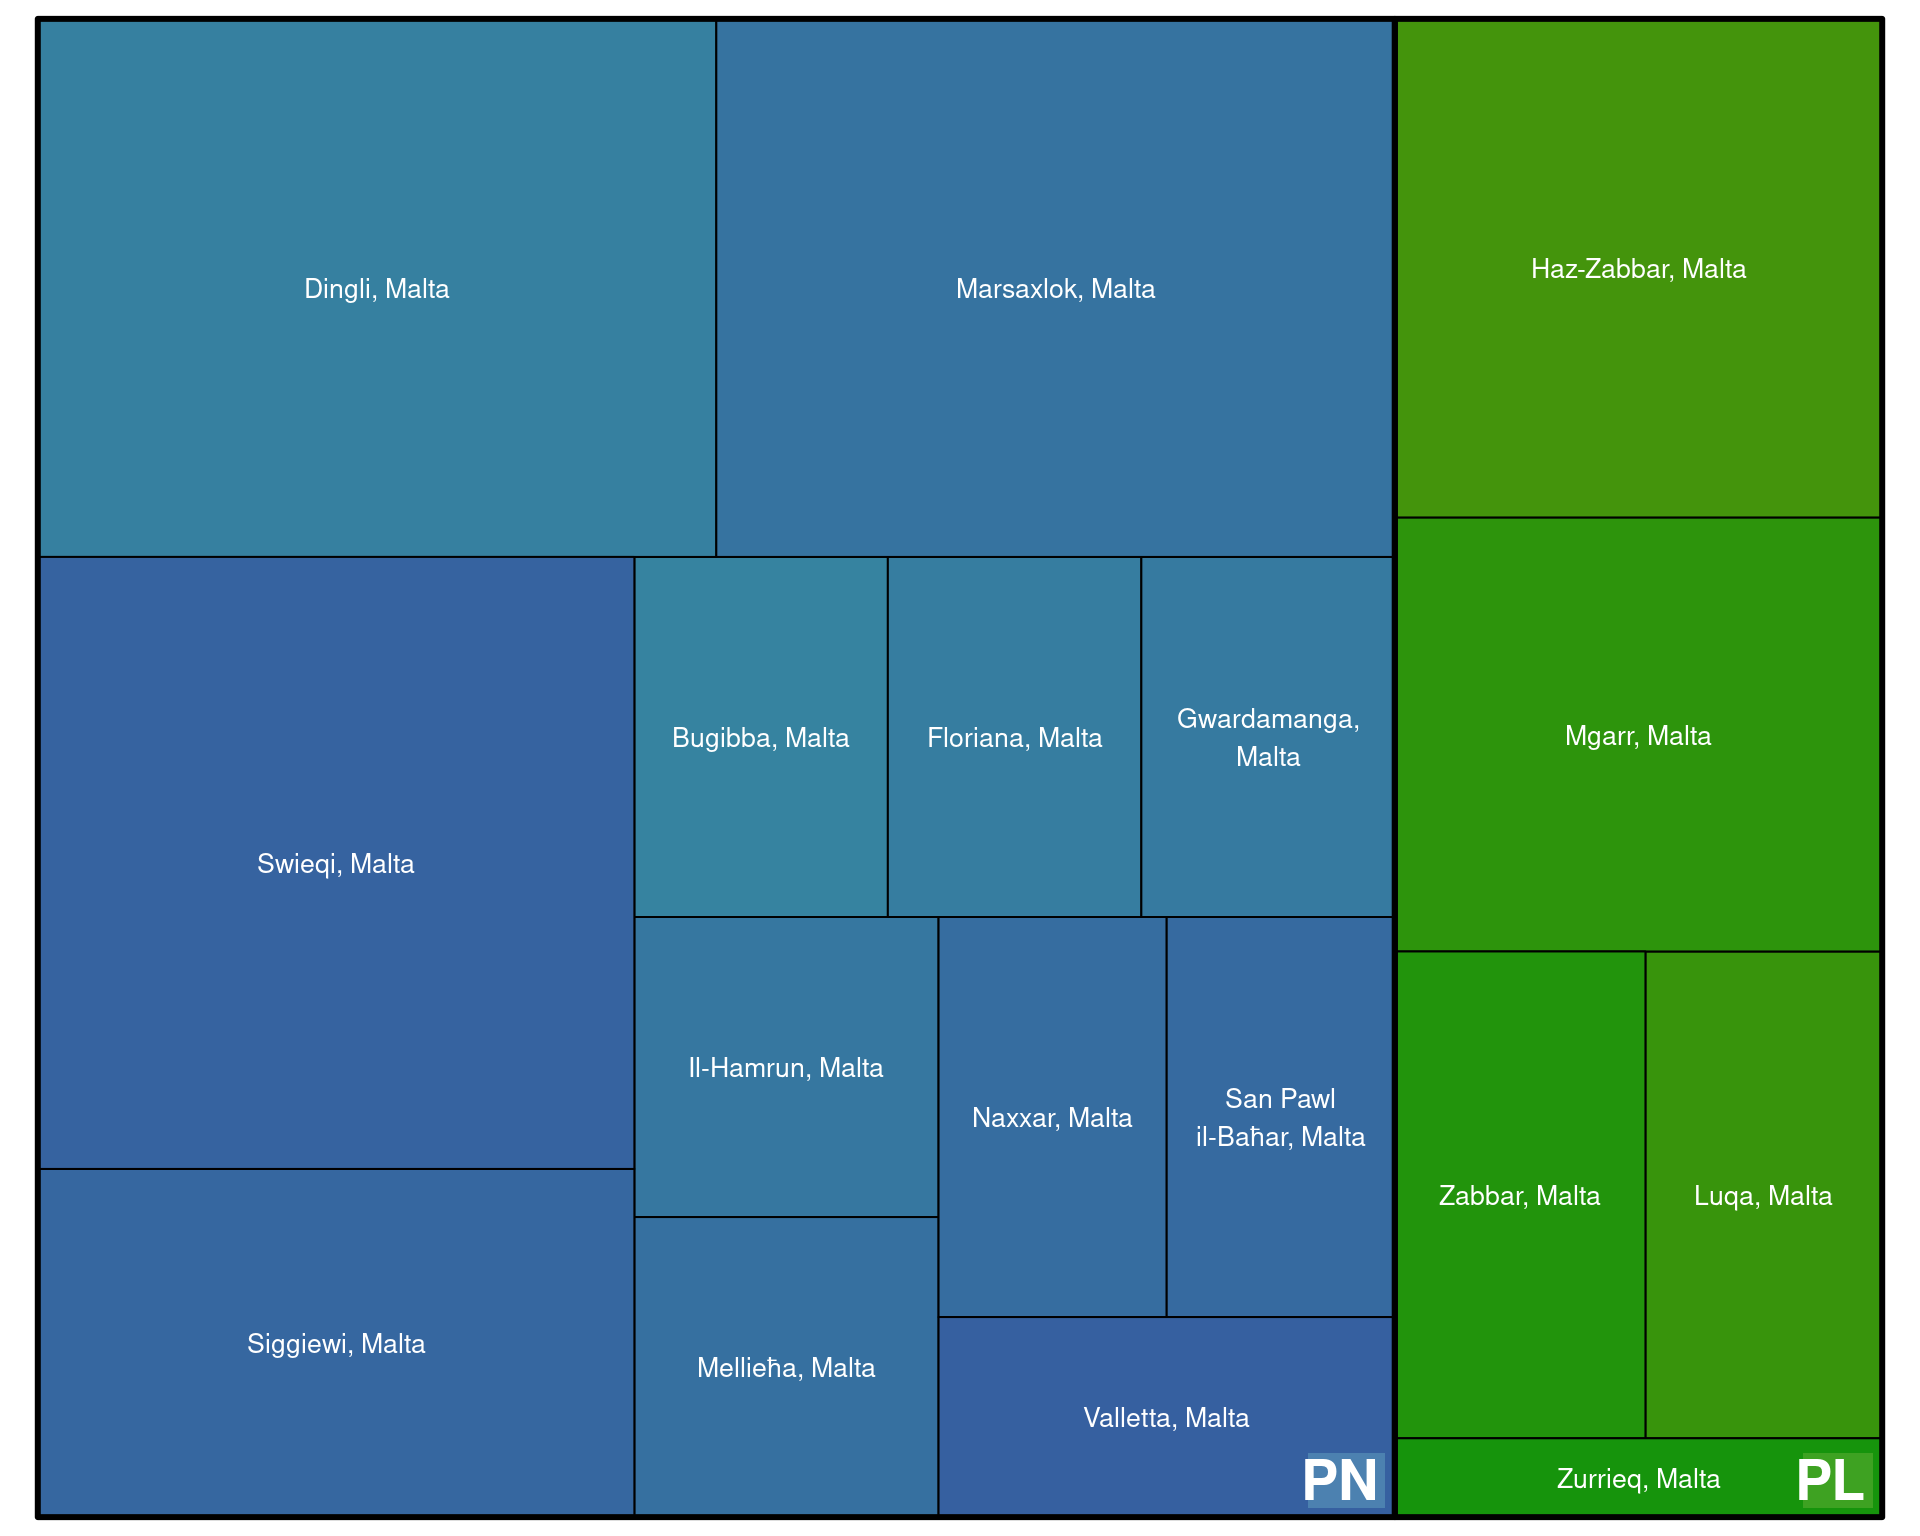 Dingli, Malta
Marsaxlok, Malta
Haz-Zabbar, Malta
Swieqi, Malta
Bugibba, Malta
Floriana, Malta
Gwardamanga,
Malta
Mgarr, Malta
Il-Hamrun, Malta
Naxxar, Malta
San Pawl
il-Baħar, Malta
Zabbar, Malta
Luqa, Malta
Siggiewi, Malta
Mellieħa, Malta
Valletta, Malta
PN
Zurrieq, Malta
PL